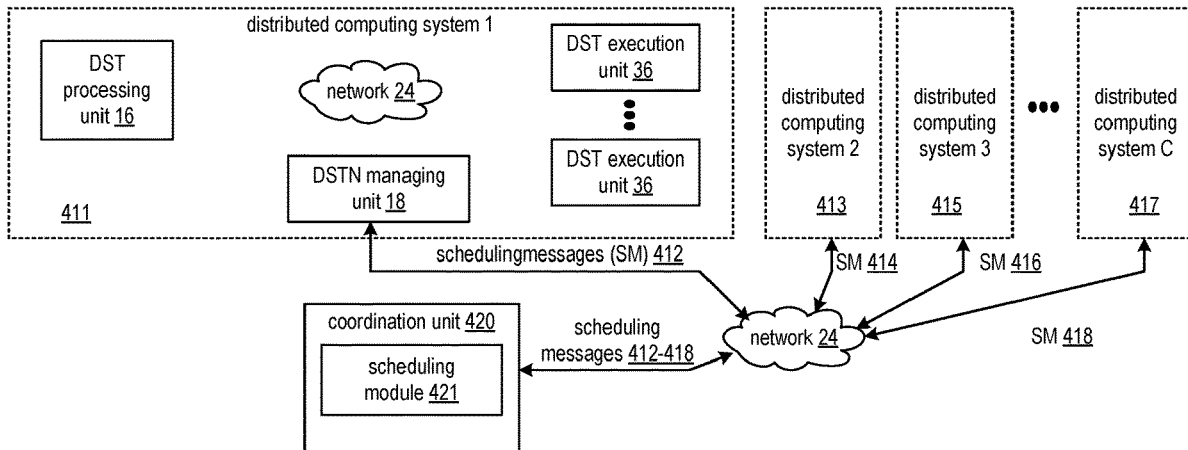 distributed computing system 1
DST
processing
unit 16
network 24
DST execution
unit 36
DST execution
unit 36
DSTN managing
unit 18
411
distributed
computing
system 2
413
distributed
computing
system 3
415
distributed
computing
system C
417
schedulingmessages (SM) 412
SM 414
SM 416
SM 418
network 24
coordination unit 420
scheduling
module 421
scheduling
messages 412-418